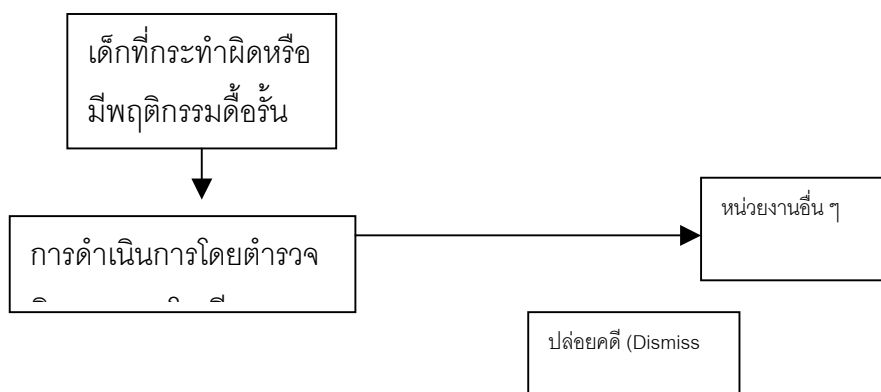 เด็กที่กระทำผิดหรือ
มีพฤติกรรมดื้อรั้น
หน่วยงานอื่น ๆ
การดำเนินการโดยตำรวจ
ปล่อยคดี (Dismiss